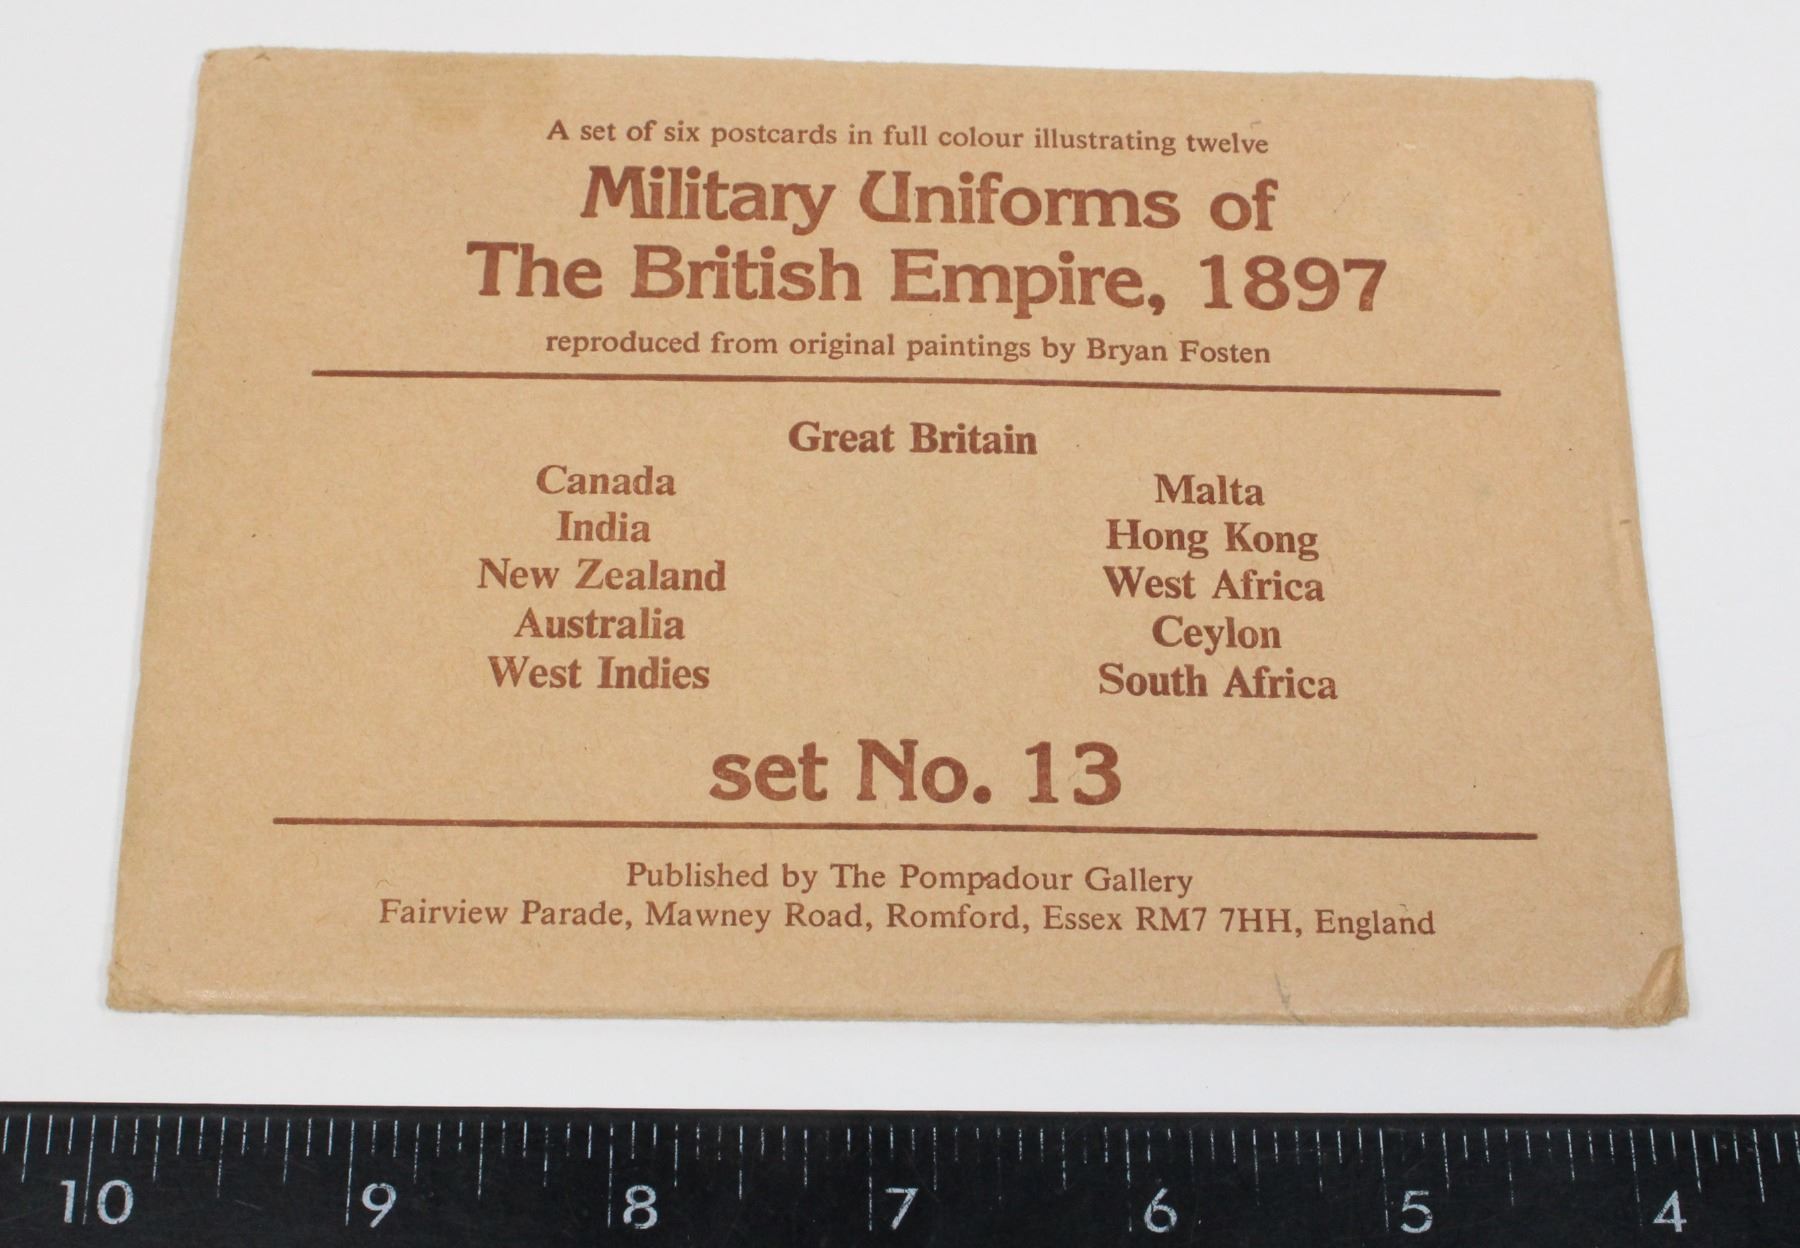 A set of six postcards in full colour illustrating twelve
Military Uniforms of
The British Empire, 1897
reproduced from original paintings by Bryan Fosten
Great Britain
Canada
India
New Zealand
Australia
West Indies
Malta
Hong Kong
West Africa
Ceylon
South Africa
set No. 13
Published by The Pompadour Gallery
Fairview Parade, Mawney Road, Romford, Essex RM7 7HH, England
10 9 8 7 6 5 4